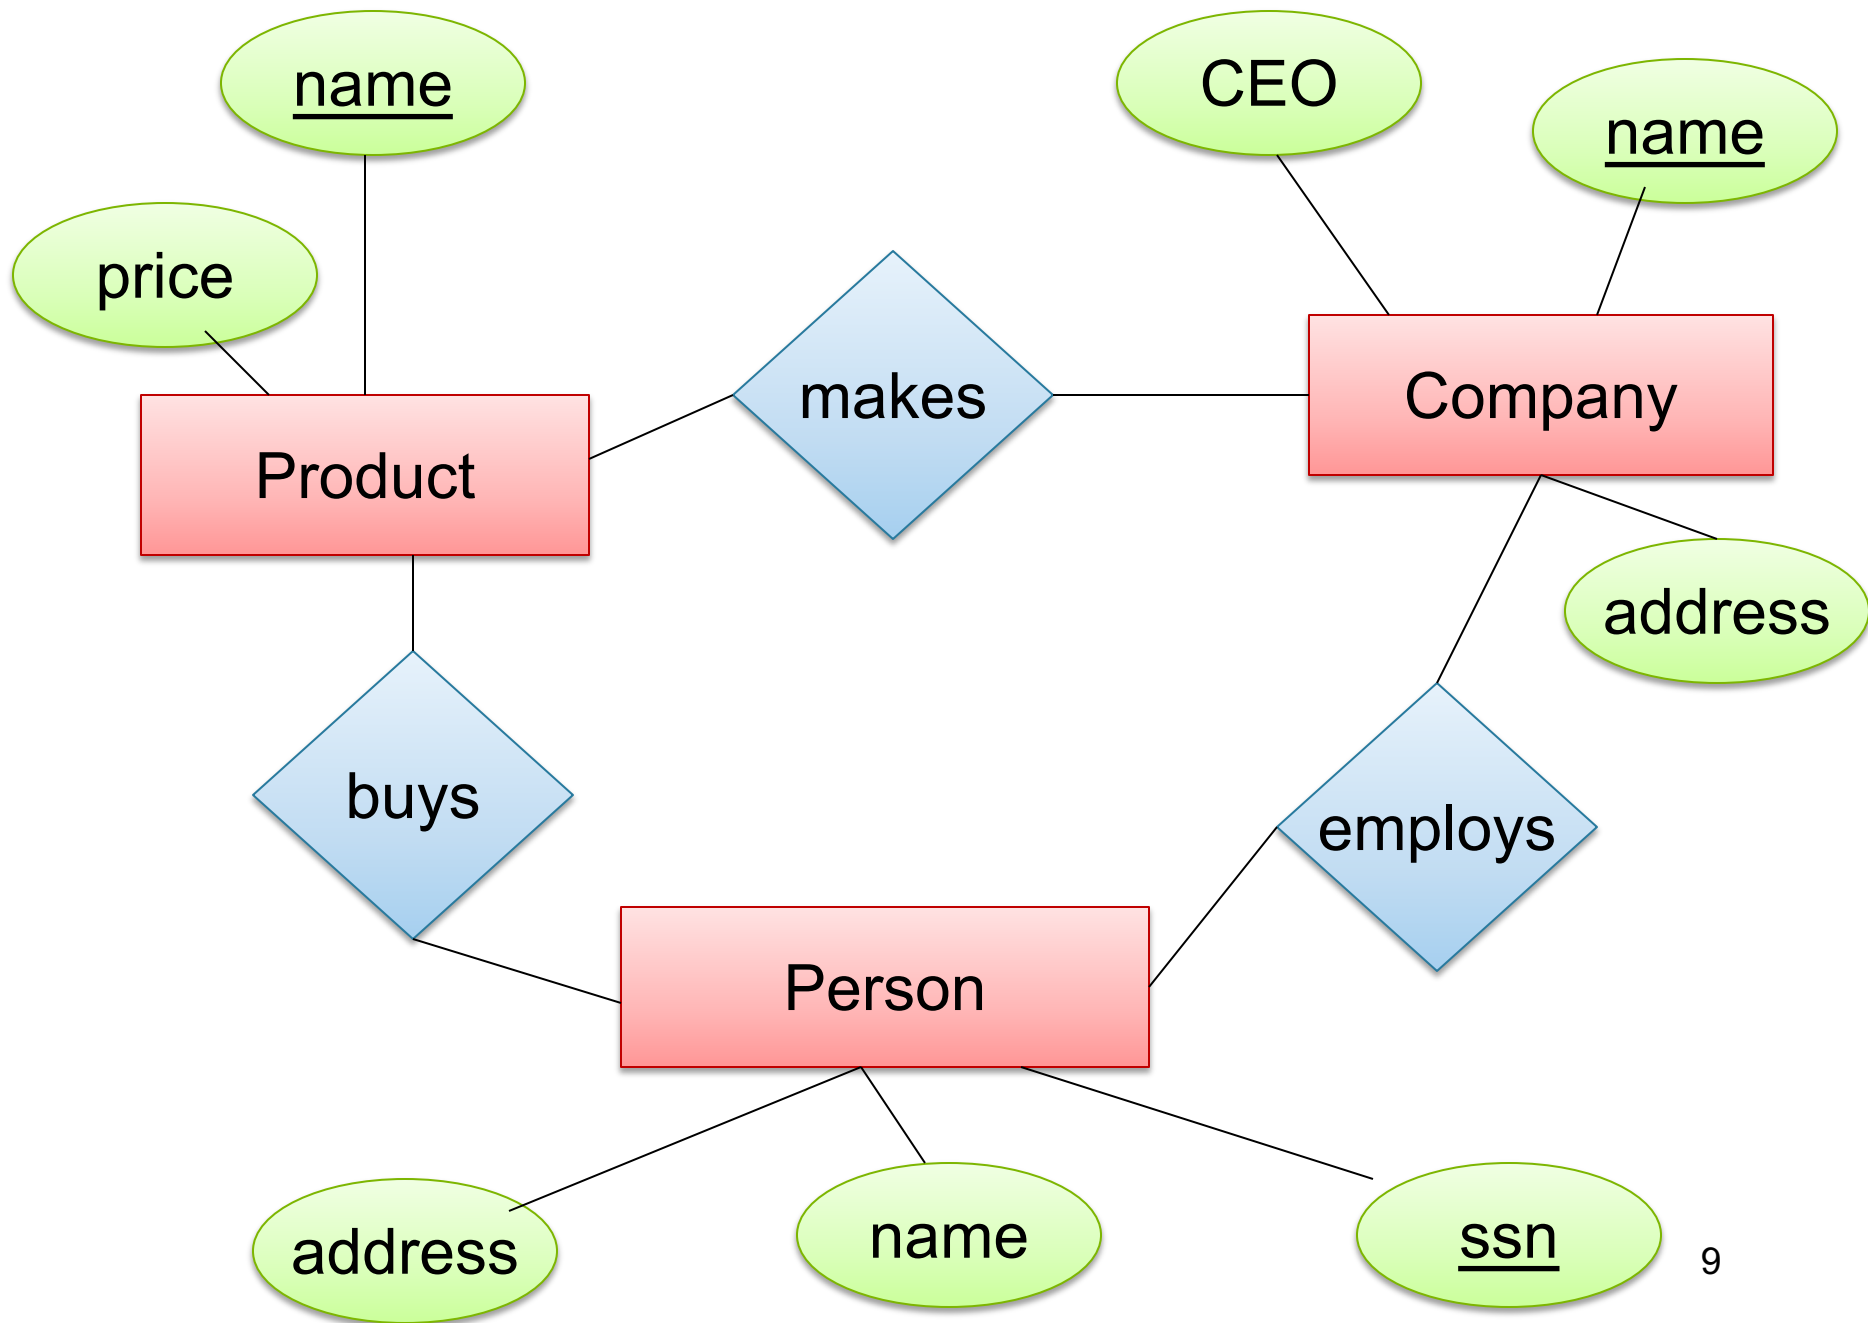 name
CEO
name
price
makes
Company
Product
address
buys
employs
Person
address
name
ssn
9